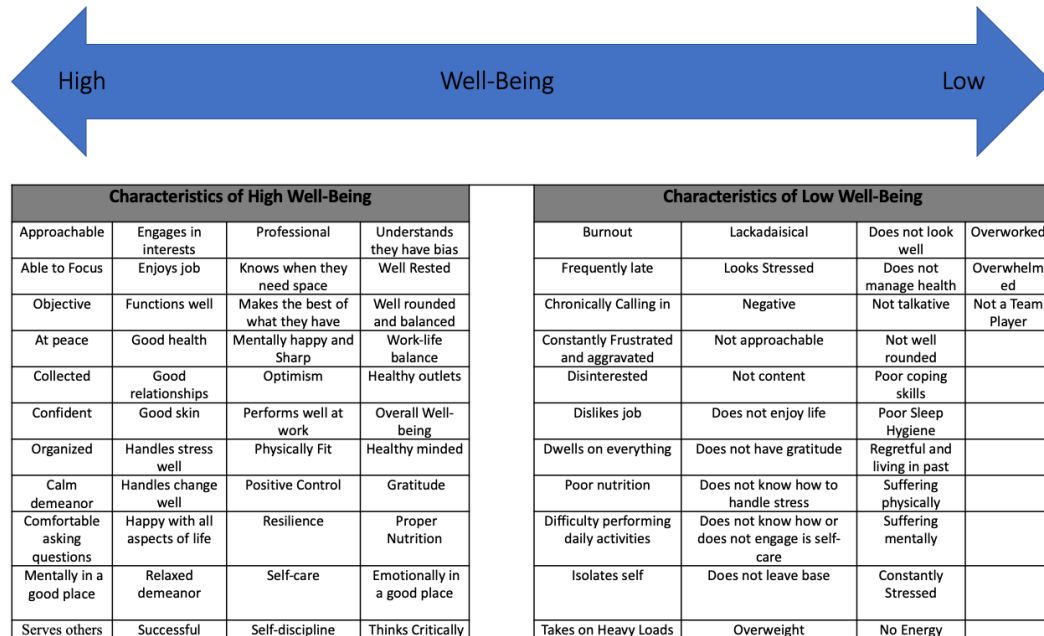 High Well-Being Low
Characteristics of High Well-Being
Approachable
Engages in
interests
Professional
Understands
they have bias
Able to Focus
Enjoys job
Knows when they
need space
Well Rested
Objective
Functions well
Makes the best of
what they have
Well rounded
and balanced
At peace
Good health
Mentally happy and
Sharp
Work-life
balance
Collected
Good
relationships
Optimism
Healthy outlets
Confident
Good skin
Performs well at
work
Overall Well-
being
Organized
Handles stress
well
Physically Fit
Healthy minded
Calm
demeanor
Handles change
well
Positive Control
Gratitude
Comfortable
asking
questions
Happy with all
aspects of life
Resilience
Proper
Nutrition
Mentally in a
good place
Relaxed
demeanor
Self-care
Emotionally in
a good place
Serves others
Successful
Self-discipline
Thinks Critically
Characteristics of Low Well-Being
Burnout
Lackadaisical
Does not look
well
Overworked
Frequently late
Looks Stressed
Does not
manage health
Overwhelm
ed
Chronically Calling in
Negative
Not talkative
Not a Team
Player
Constantly Frustrated
and aggravated
Not approachable
Not well
rounded
Disinterested
Not content
Poor coping
skills
Dislikes job
Does not enjoy life
Poor Sleep
Hygiene
Dwells on everything
Does not have gratitude
Regretful and
living in past
Poor nutrition
Does not know how to
handle stress
Suffering
physically
Difficulty performing
daily activities
Does not know how or
does not engage is self-
care
Suffering
mentally
Isolates self
Does not leave base
Constantly
Stressed
Takes on Heavy Loads
Overweight
No Energy